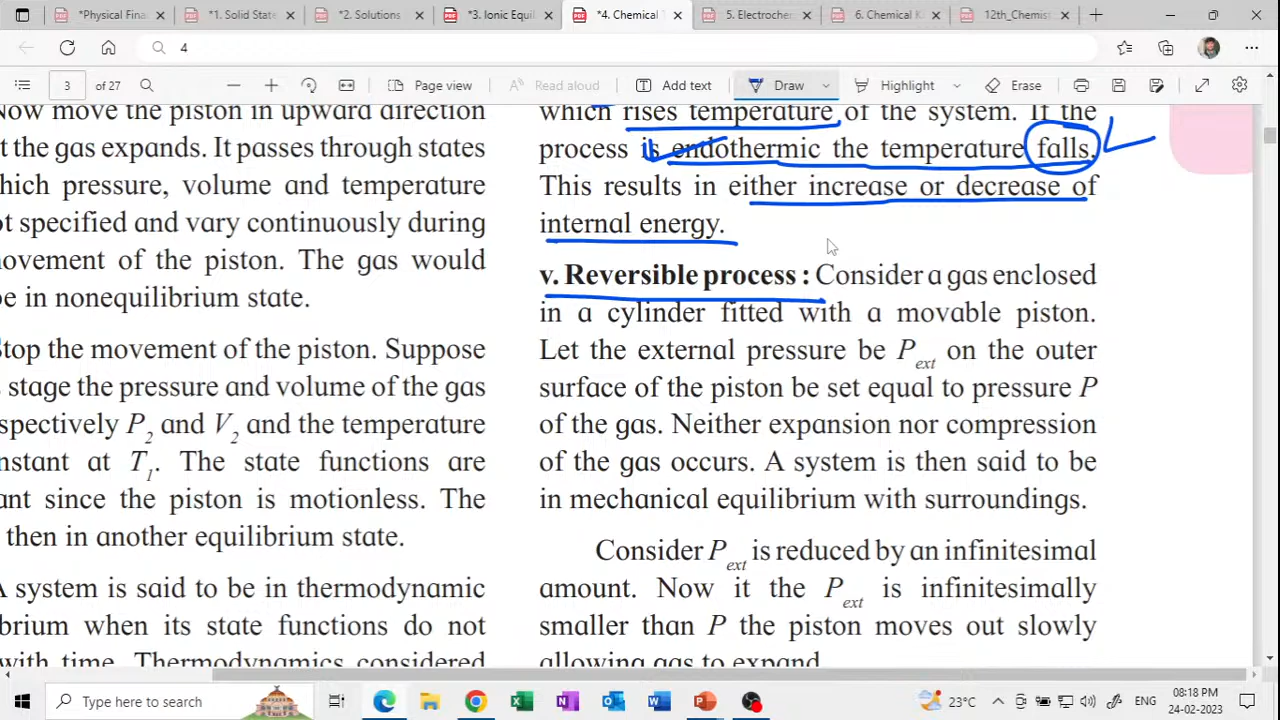 *Physical Fina
*1. Solid State
*2. Solutions
*3. Ionic Equil
*4. Chemical T
5. Electrochem
6. Chemical K
12th_Chemis
4
3 of 27
Page view
Read aloud
Add text
Draw
Highlight
Erase
Now move the piston in upward direction
t the gas expands. It passes through states
hich pressure, volume and temperature
ot specified and vary continuously during
movement of the piston. The gas would
be in nonequilibrium state.
Stop the movement of the piston. Suppose
stage the pressure and volume of the gas
spectively P2 and V2 and the temperature
nstant at T1. The state functions are
ant since the piston is motionless. The
then in another equilibrium state.
A system is said to be in thermodynamic
brium when its state functions do not
with time. Thermodynamics considered
which rises temperature of the system. If the
process is endothermic the temperature falls.
This results in either increase or decrease of
internal energy.
v. Reversible process : Consider a gas enclosed
in a cylinder fitted with a movable piston.
Let the external pressure be Pext on the outer
surface of the piston be set equal to pressure P
of the gas. Neither expansion nor compression
of the gas occurs. A system is then said to be
in mechanical equilibrium with surroundings.
Consider Pext is reduced by an infinitesimal
amount. Now it the Pext is infinitesimally
smaller than P the piston moves out slowly
allowing gas to expand.
Type here to search
23°C
08:18 PM
24-02-2023